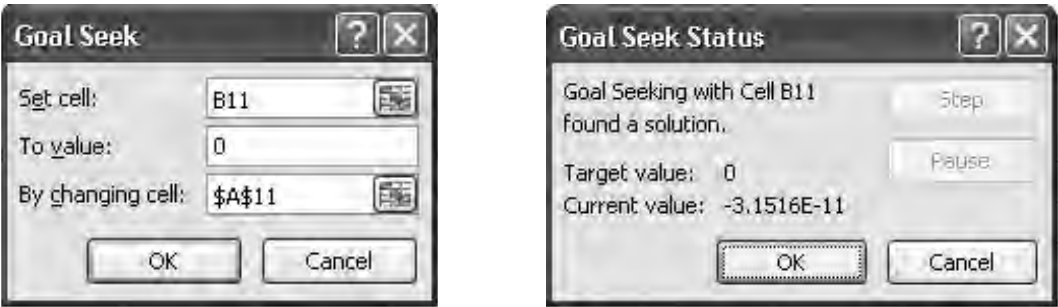 Goal Seek
Set cell: B11
To value: 0
By changing cell: $A$11
OK Cancel
Goal Seek Status
Goal Seeking with Cell B11
found a solution.
Target value: 0
Current value: -3.1516E-11
Step
Pause
OK Cancel